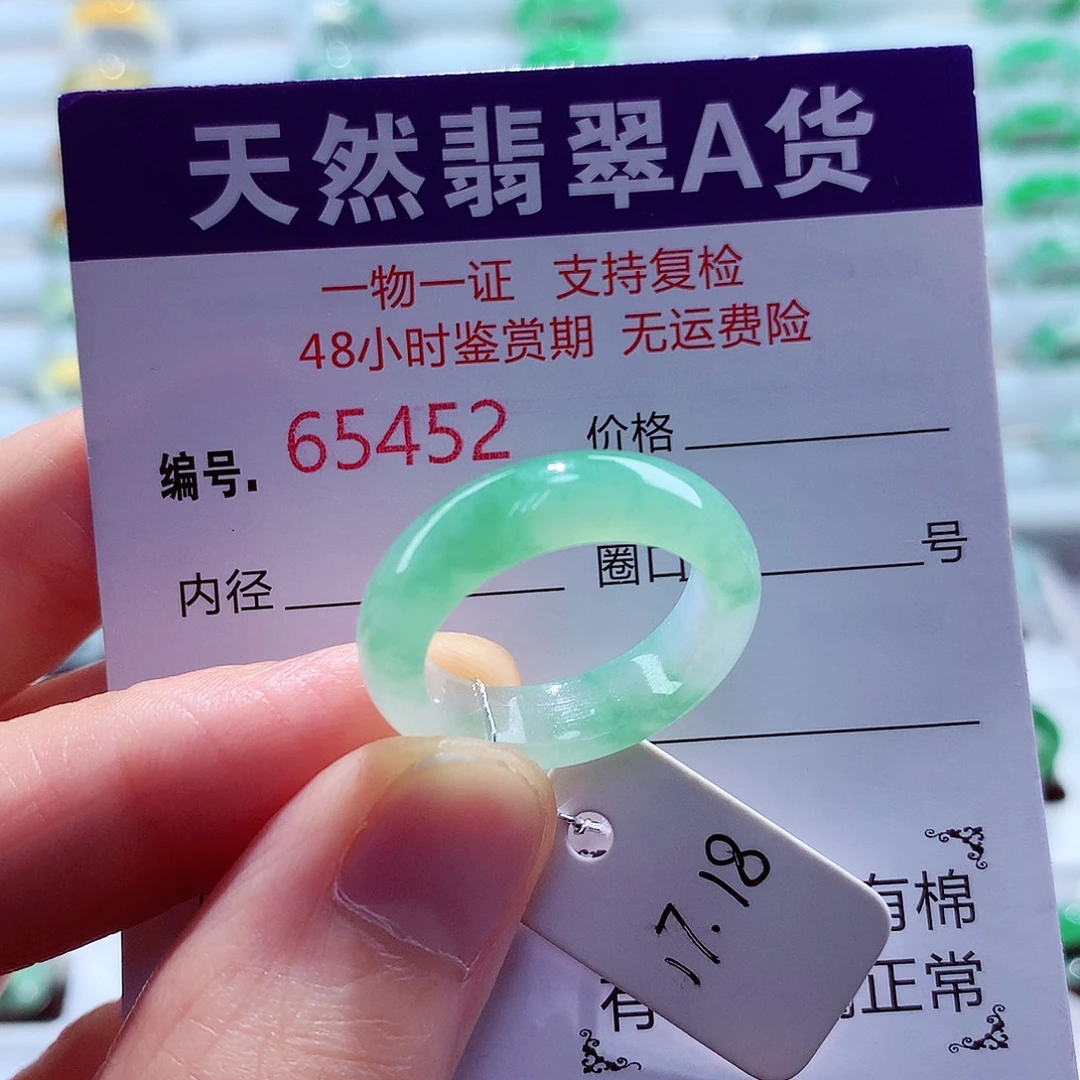 天然翡翠A货
一物一证 支持复检
48小时鉴赏期 无运费险
编号. 65452 价格
内径 圈口 号
17.18
有棉
有 正常